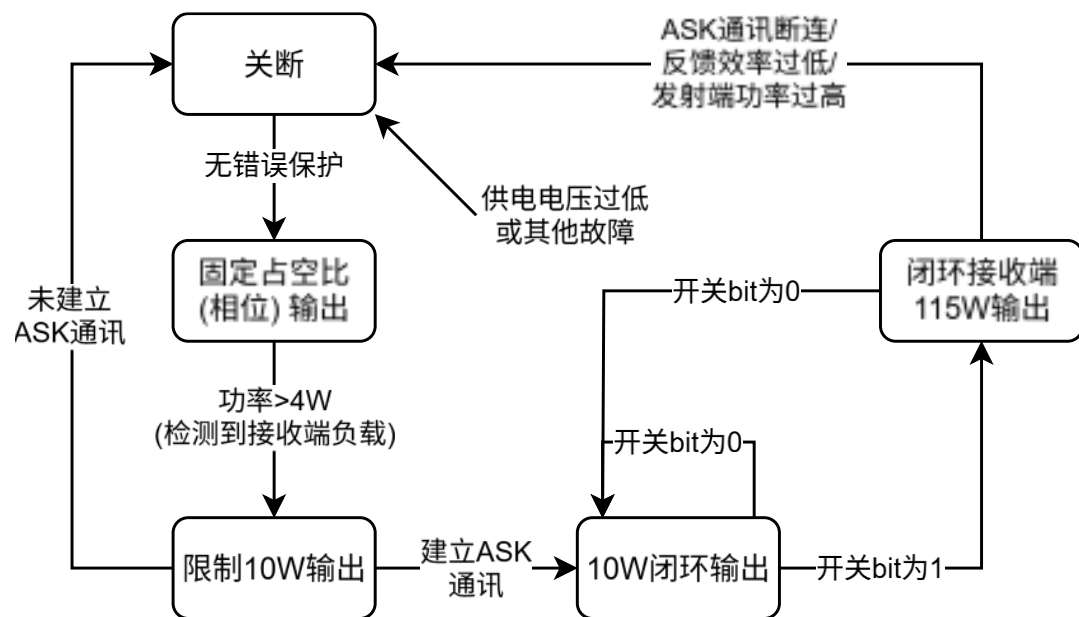 关断
ASK通讯断连/
反馈效率过低/
发射端功率过高
无错误保护
供电电压过低
或其他故障
固定占空比
(相位) 输出
闭环接收端
115W输出
未建立
ASK通讯
开关bit为0
功率>4W
(检测到接收端负载)
开关bit为0
限制10W输出
建立ASK
通讯
10W闭环输出
开关bit为1